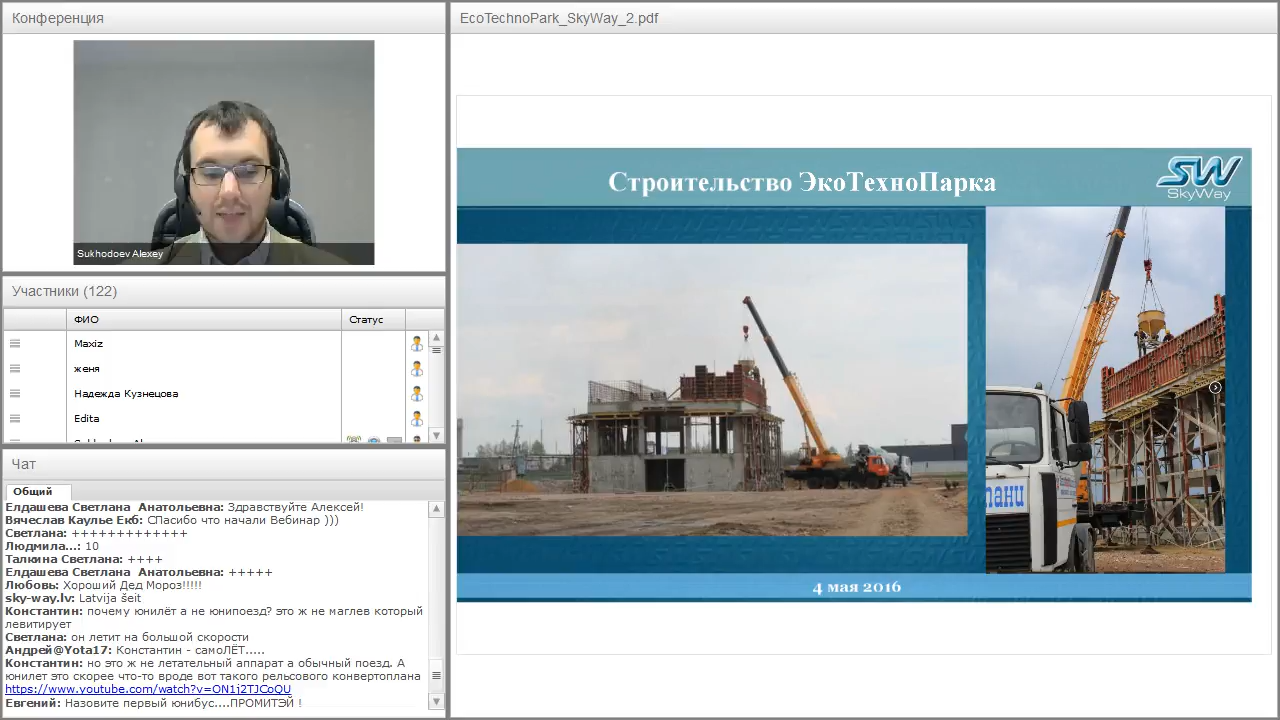 Конференция
Sukhodoev Alexey
Участники (122)
ФИО
Статус
Maxiz
женя
Надежда Кузнецова
Edita
Чат
Общий
Елдашева Светлана Анатольевна: Здравствуйте Алексей!
Вячеслав Каулье Екб: СПасибо что начали Вебинар )))
Светлана: +++++++++++++
Людмила...: 10
Талкина Светлана: ++++
Елдашева Светлана Анатольевна: +++++
Любовь: Хороший Дед Мороз!!!!!
sky-way.lv: Latvija šeit
Константин: почему юнилёт а не юнипоезд? это ж не маглев который
левитирует
Светлана: он летит на большой скорости
Андрей@Yota17: Константин - самоЛЁТ.....
Константин: но это ж не летательный аппарат а обычный поезд. А
юнилет это скорее что-то вроде вот такого рельсового конвертоплана
https://www.youtube.com/watch?v=ON1j2TJCoQU
Евгений: Назовите первый юнибус....ПРОМИТЭЙ !
EcoTechnoPark_SkyWay_2.pdf
Строительство ЭкоТехноПарка
SW
SkyWay
4 мая 2016